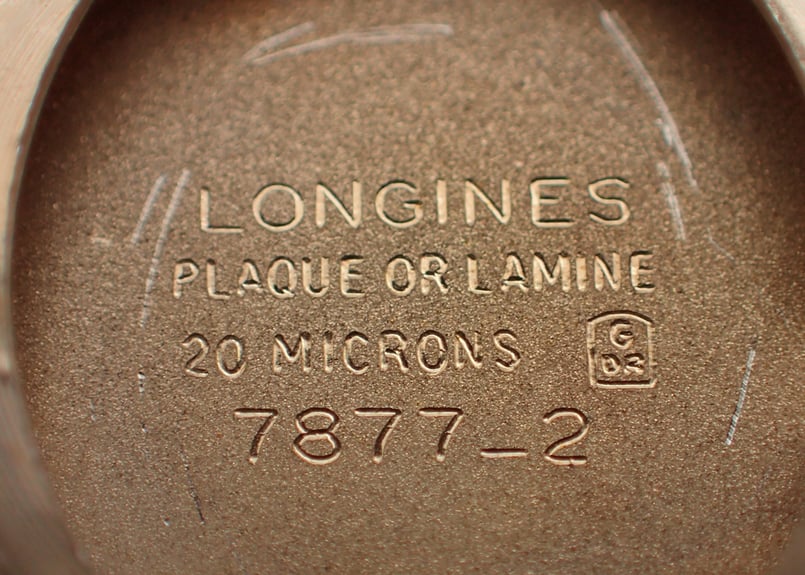 LONGINES
PLAQUE OR LAMINE
20 MICRONS
G
7877-2